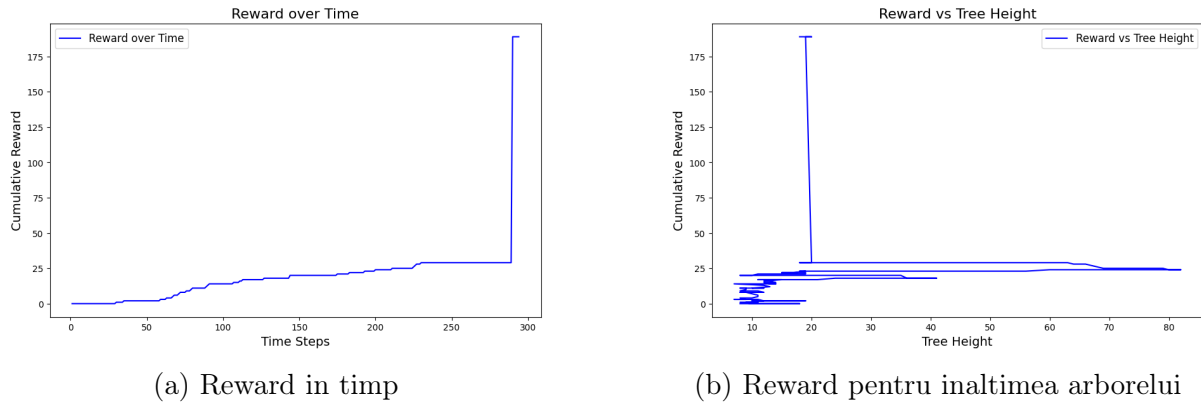 Reward over Time
Reward over Time
Cumulative Reward
175
150
125
100
75
50
25
0
0 50 100 150 200 250 300
Time Steps
(a) Reward in timp
Reward vs Tree Height
Reward vs Tree Height
Cumulative Reward
175
150
125
100
75
50
25
0
10 20 30 40 50 60 70 80
Tree Height
(b) Reward pentru inaltimea arborelui